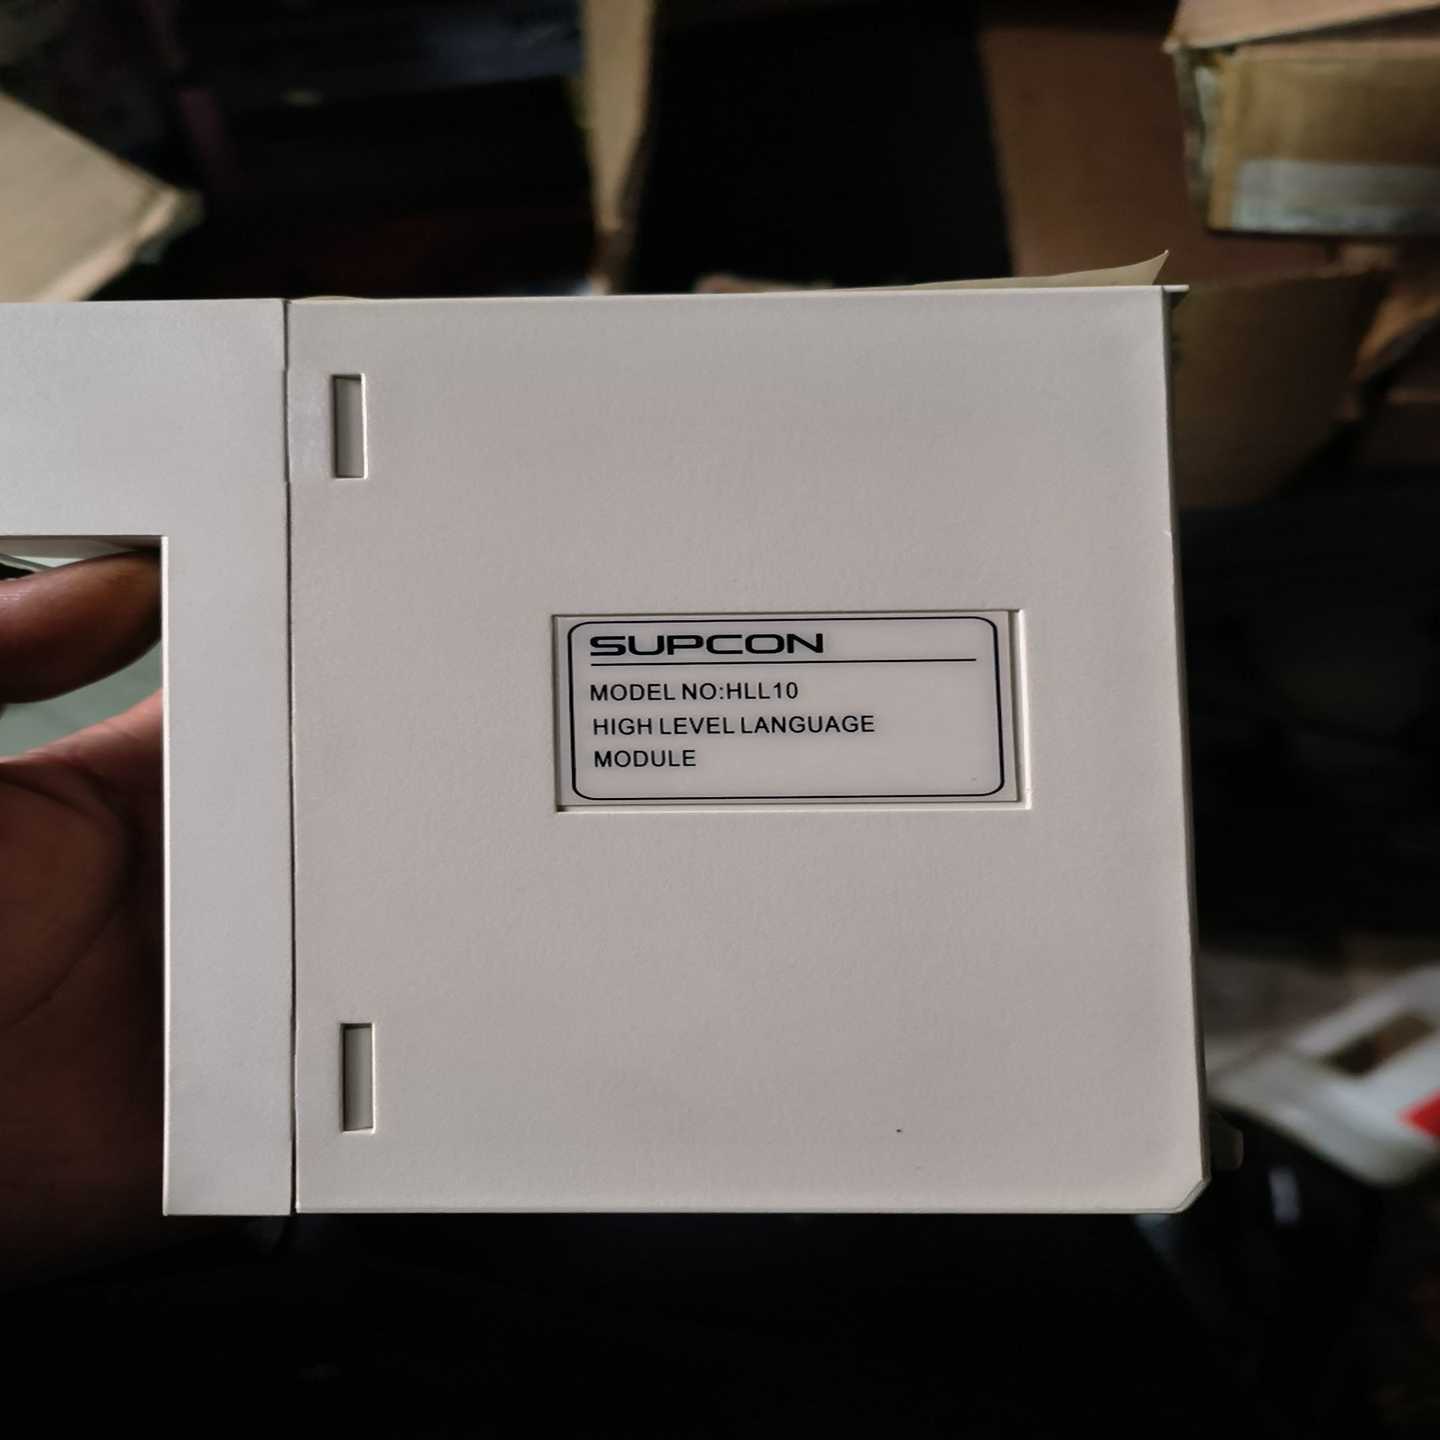 SUPCON
MODEL NO:HLL10
HIGH LEVEL LANGUAGE
MODULE